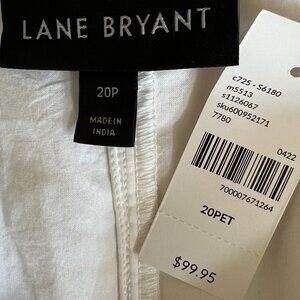 LANE BRYANT
20P
MADE IN
INDIA
c725 - S6180
m5513
s1126067
sku600952171
7780
0422
700007671264
20PET
$99.95